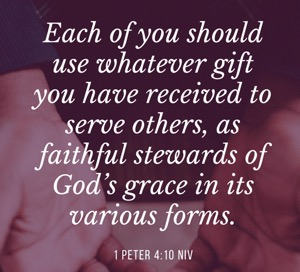 Each of you should
use whatever gift
you have received to
serve others, as
faithful stewards of
God’s grace in its
various forms.
1 PETER 4:10 NIV